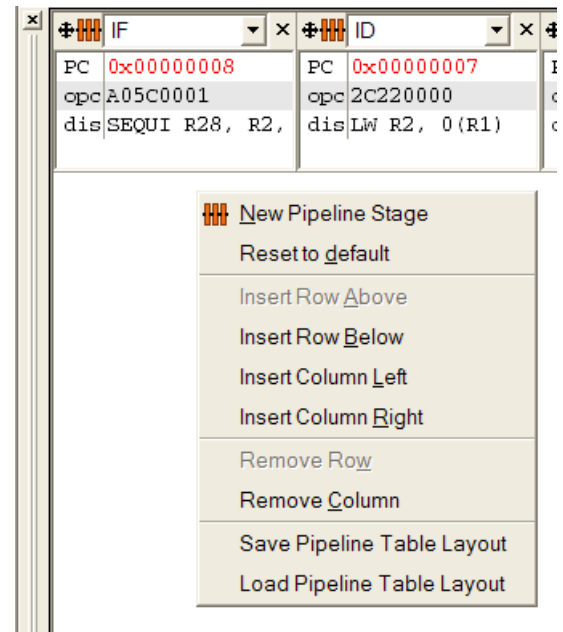 IF
ID
PC 0x00000008
PC 0x00000007
opc A05C0001
opc 2C220000
dis SEQUI R28, R2,
dis LW R2, 0(R1)
New Pipeline Stage
Reset to default
Insert Row Above
Insert Row Below
Insert Column Left
Insert Column Right
Remove Row
Remove Column
Save Pipeline Table Layout
Load Pipeline Table Layout